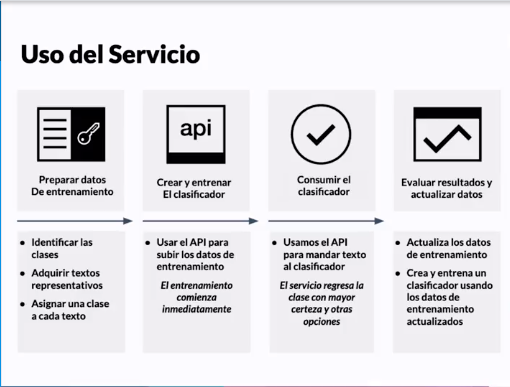 Uso del Servicio
Preparar datos
De entrenamiento
api
Crear y entrenar
El clasificador
Consumir el
clasificador
Evaluar resultados y
actualizar datos
• Identificar las
clases
• Adquirir textos
representativos
• Asignar una clase
a cada texto
• Usar el API para
subir los datos de
entrenamiento
El entrenamiento
comienza
inmediatamente
• Usamos el API
para mandar texto
al clasificador
El servicio regresa la
clase con mayor
certeza y otras
opciones
• Actualiza los datos
de entrenamiento
• Crea y entrena un
clasificador usando
los datos de
entrenamiento
actualizados